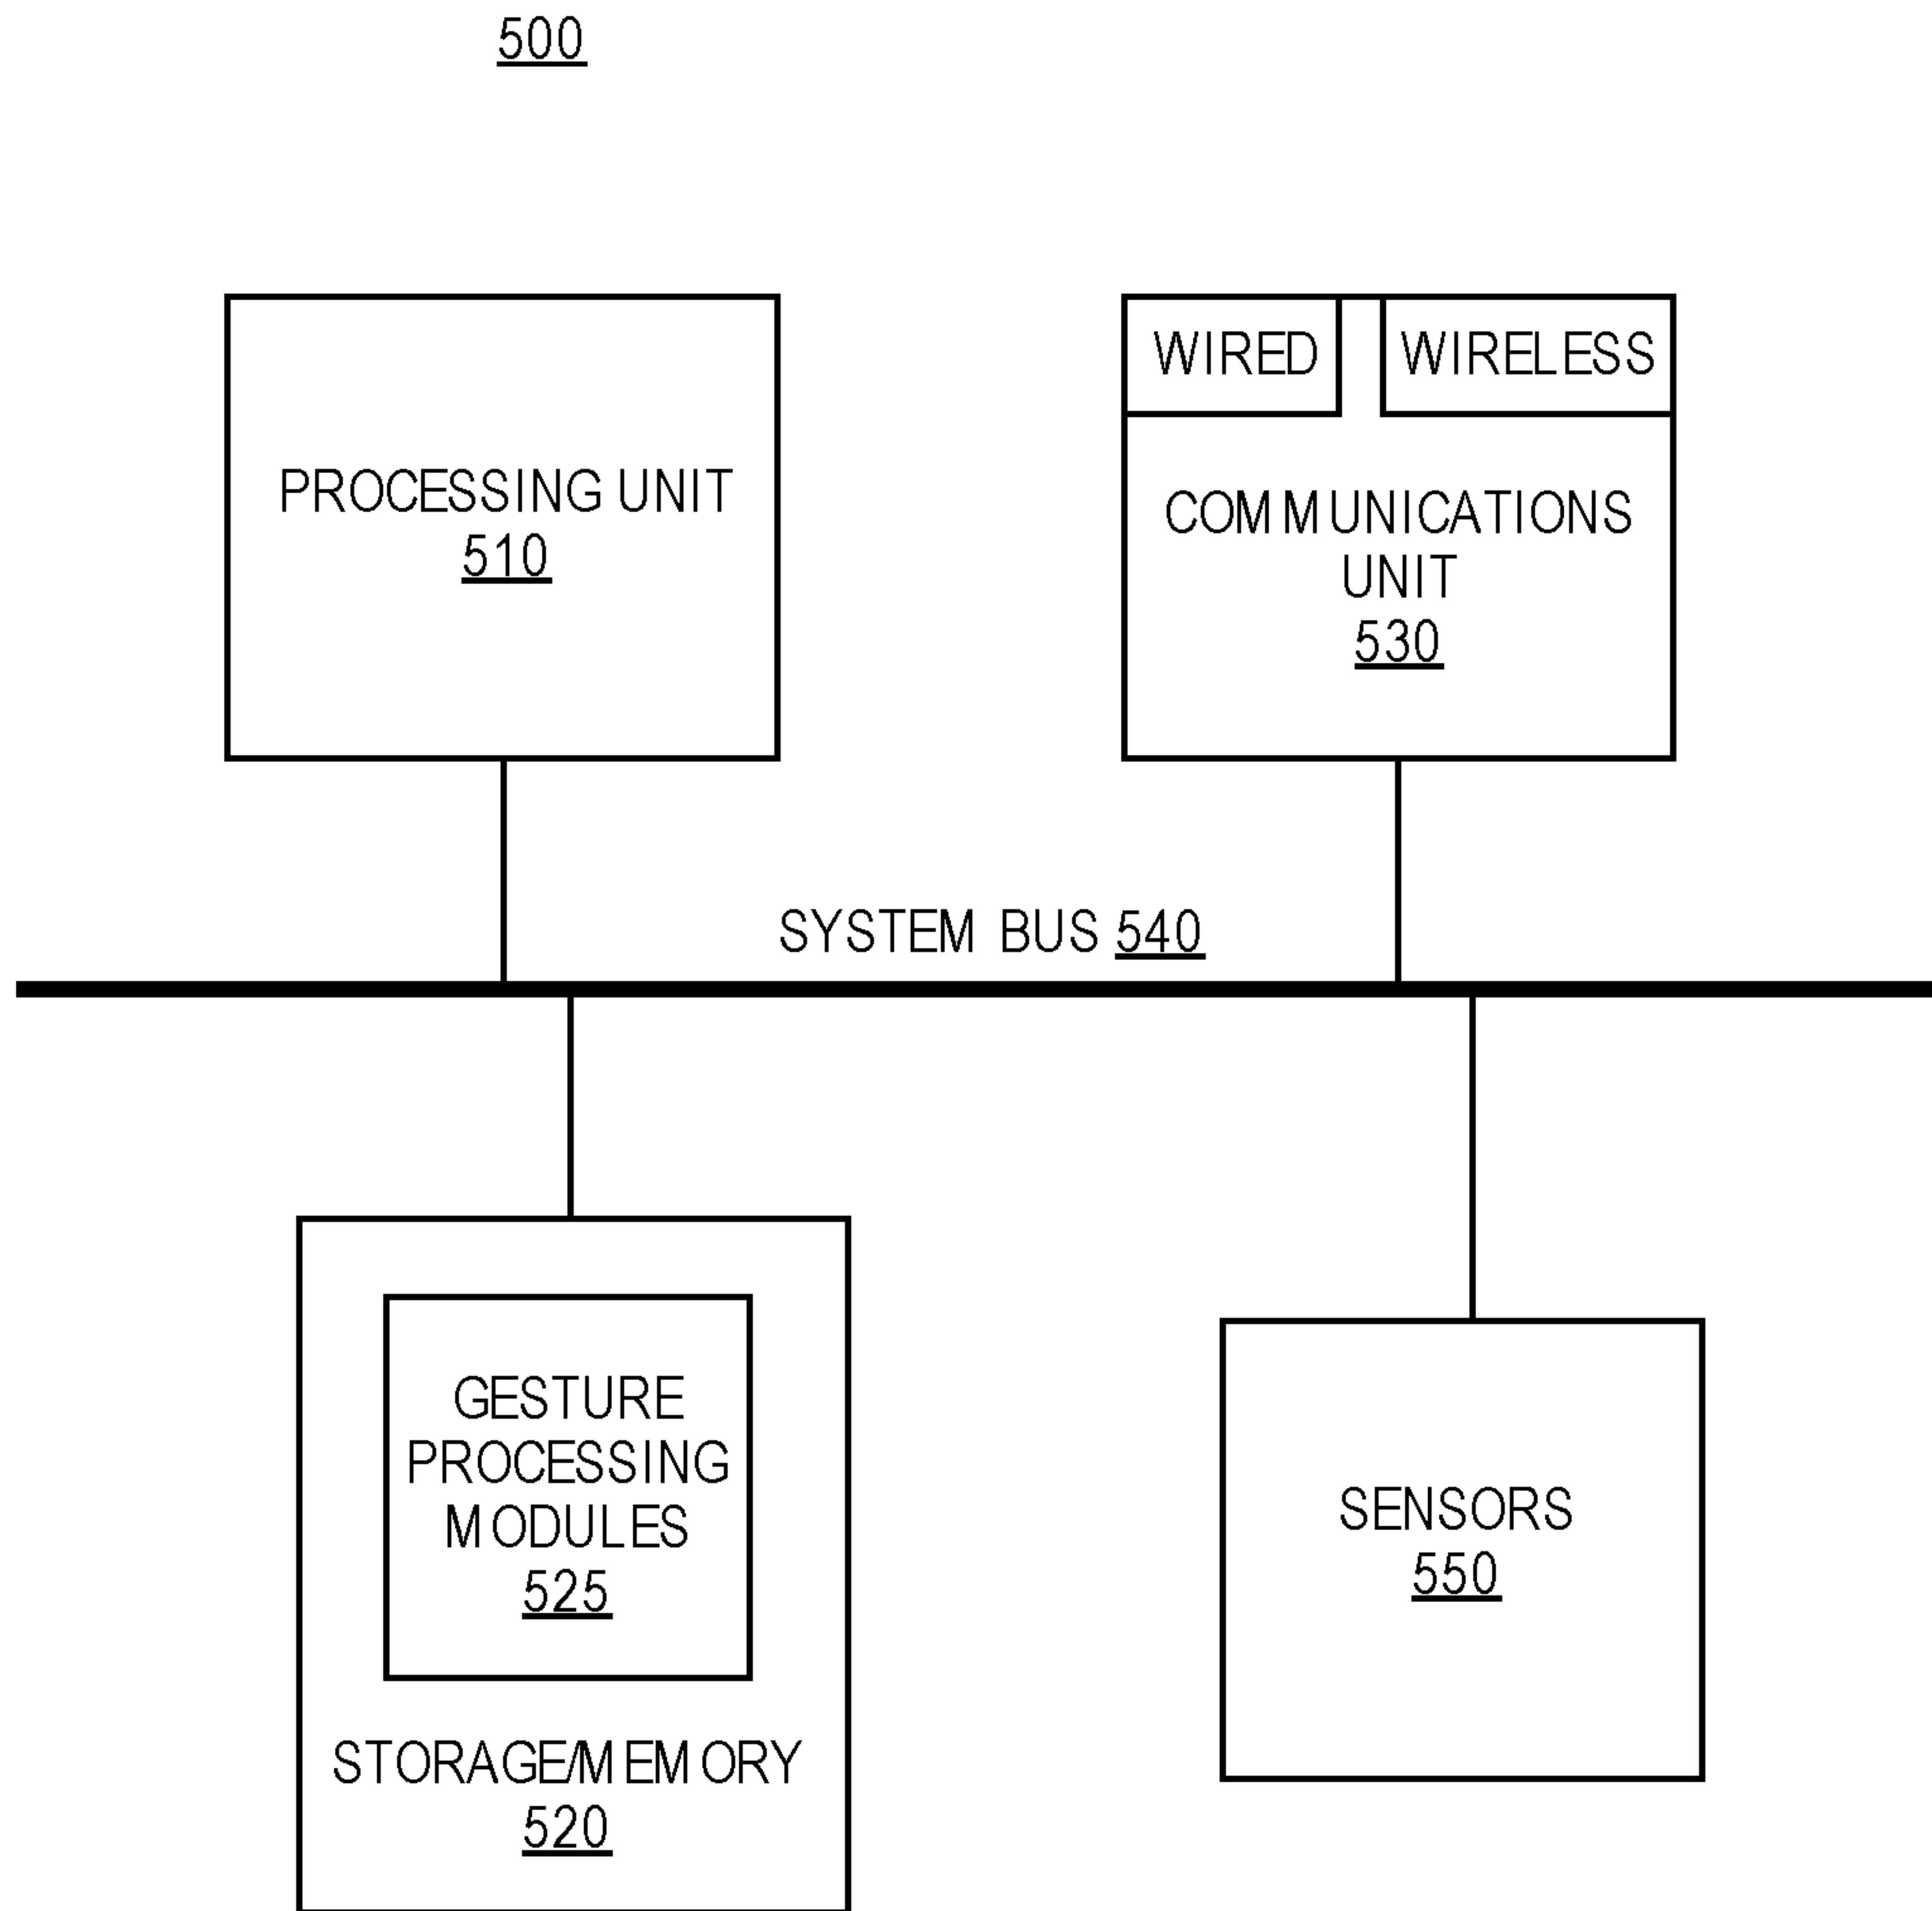 500
PROCESSING UNIT
510
WIRED
WIRELESS
COMMUNICATIONS
UNIT
530
SYSTEM BUS 540
GESTURE
PROCESSING
MODULES
525
STORAGE/MEMORY
520
SENSORS
550